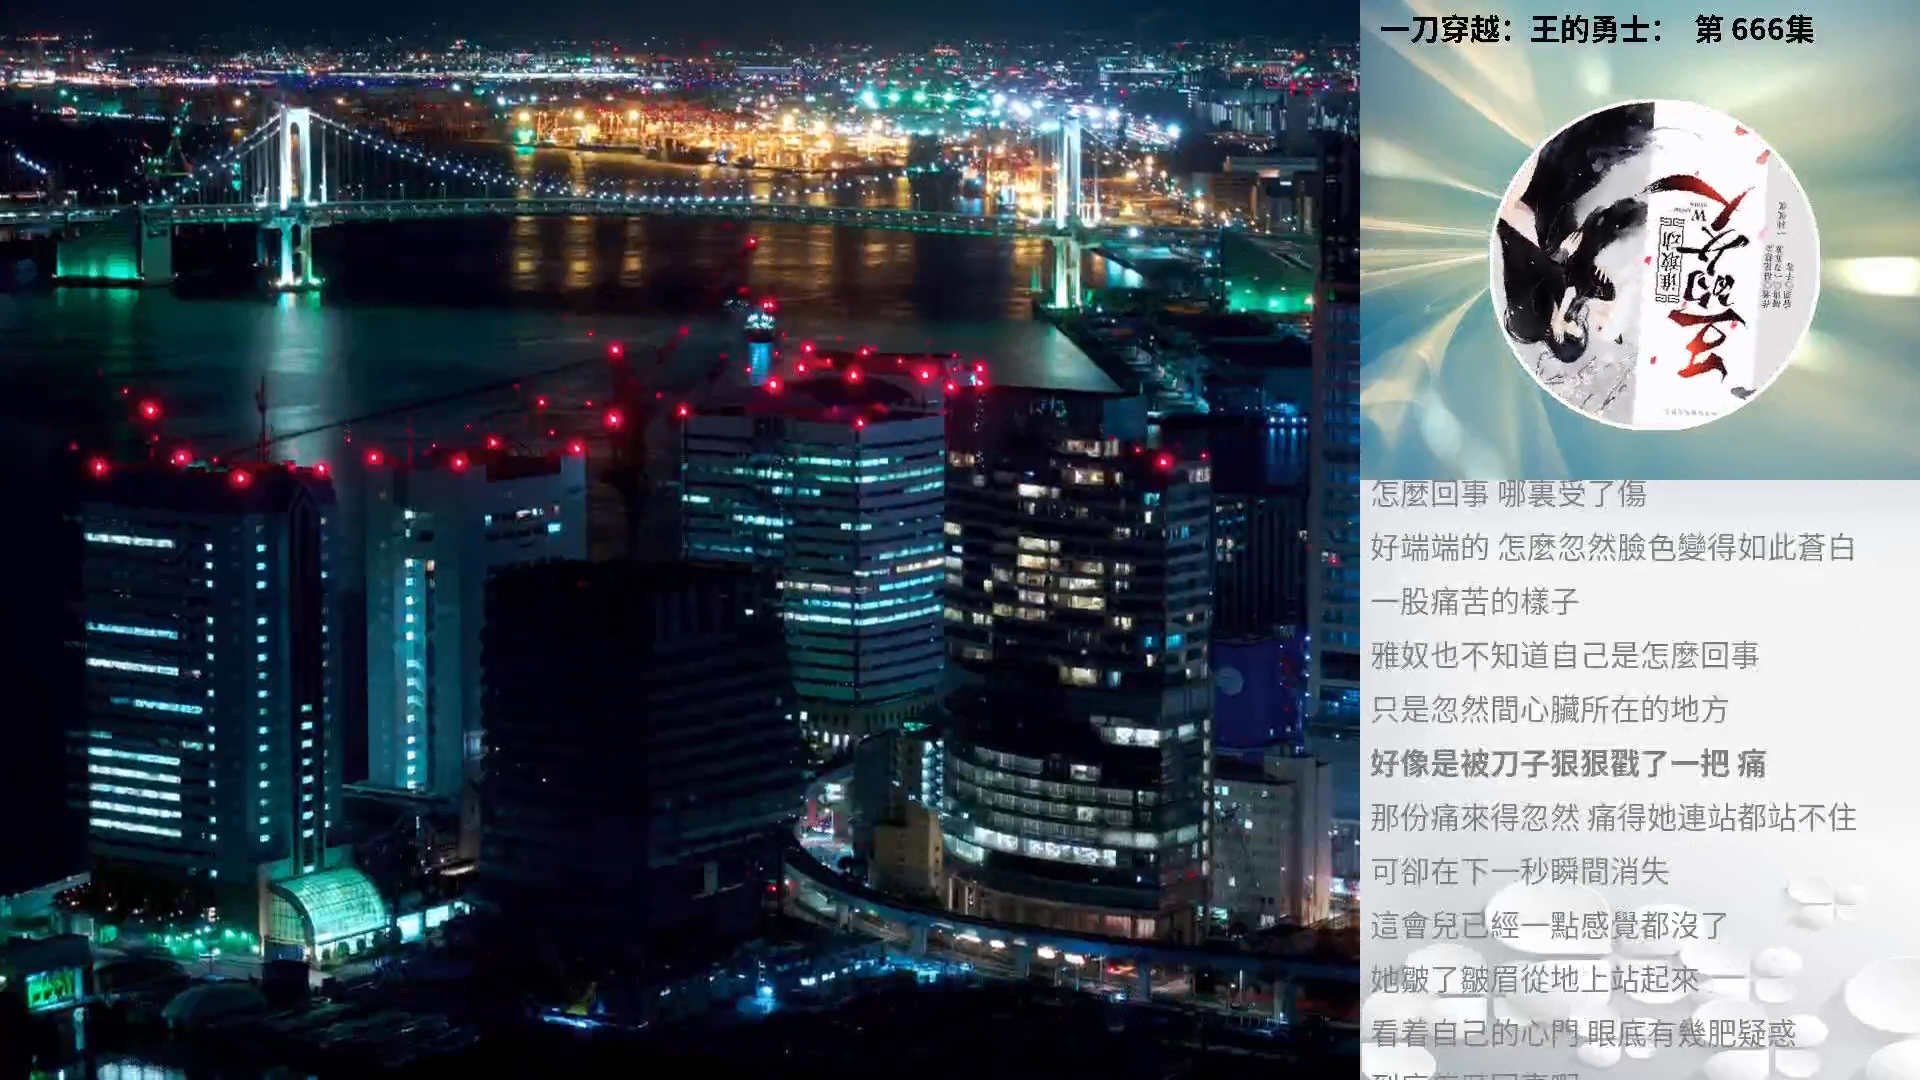 一刀穿越：王的勇士： 第 666集
谁敢动
王的女人
怎麼回事 哪裏受了傷
好端端的 怎麼忽然臉色變得如此蒼白
一股痛苦的樣子
雅奴也不知道自己是怎麼回事
只是忽然間心臟所在的地方
好像是被刀子狠狠戳了一把 痛
那份痛來得忽然 痛得她連站都站不住
可卻在下一秒瞬間消失
這會兒已經一點感覺都沒了
她皺了皺眉從地上站起來
看着自己的心門 眼底有幾肥疑惑